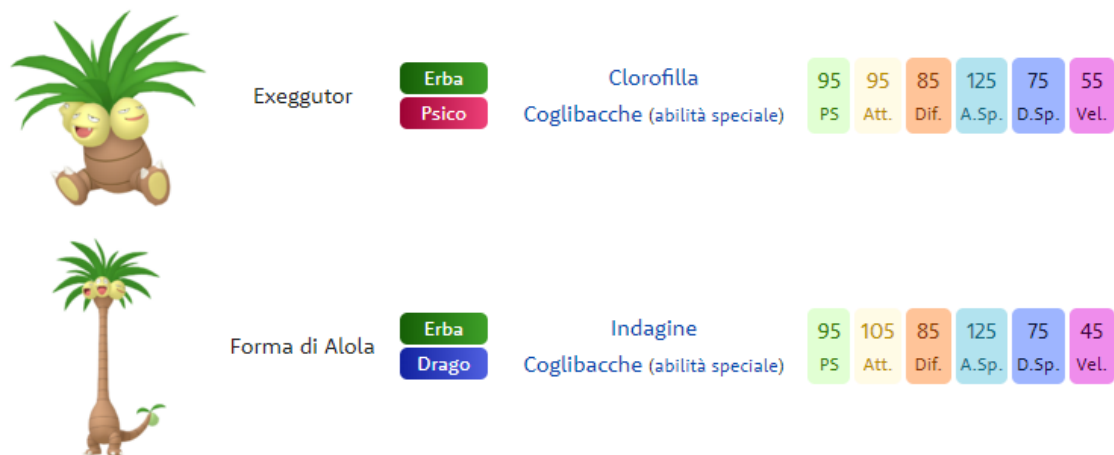 Exeggutor
Erba
Psico
Clorofilla
Coglibacche (abilità speciale)
95 95 85 125 75 55
PS Att. Dif. A.Sp. D.Sp. Vel.
Forma di Alola
Erba
Drago
Indagine
Coglibacche (abilità speciale)
95 105 85 125 75 45
PS Att. Dif. A.Sp. D.Sp. Vel.